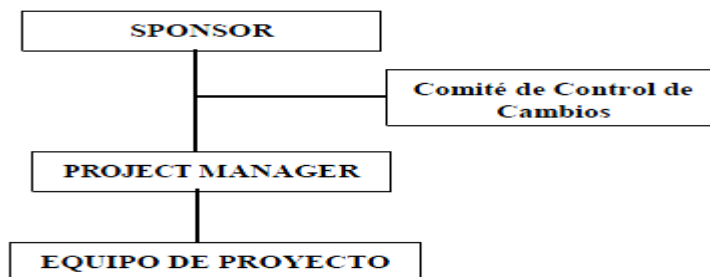 SPONSOR
Comité de Control de
Cambios
PROJECT MANAGER
EQUIPO DE PROYECTO